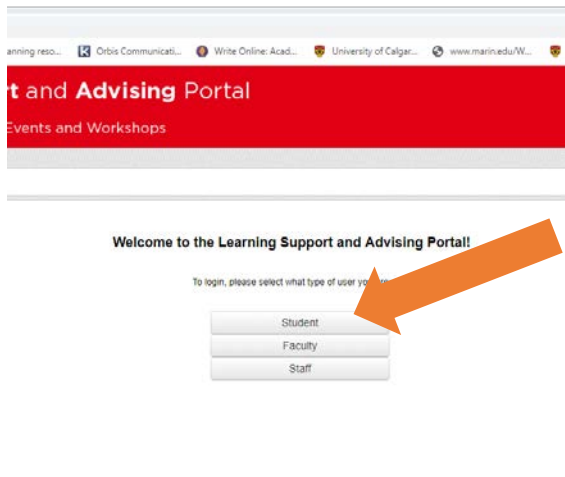 anning reso... Orbis Communicati... Write Online: Acad... University of Calgar... www.marin.edu/W...
t and Advising Portal
Events and Workshops
Welcome to the Learning Support and Advising Portal!
To login, please select what type of user
Student
Faculty
Staff